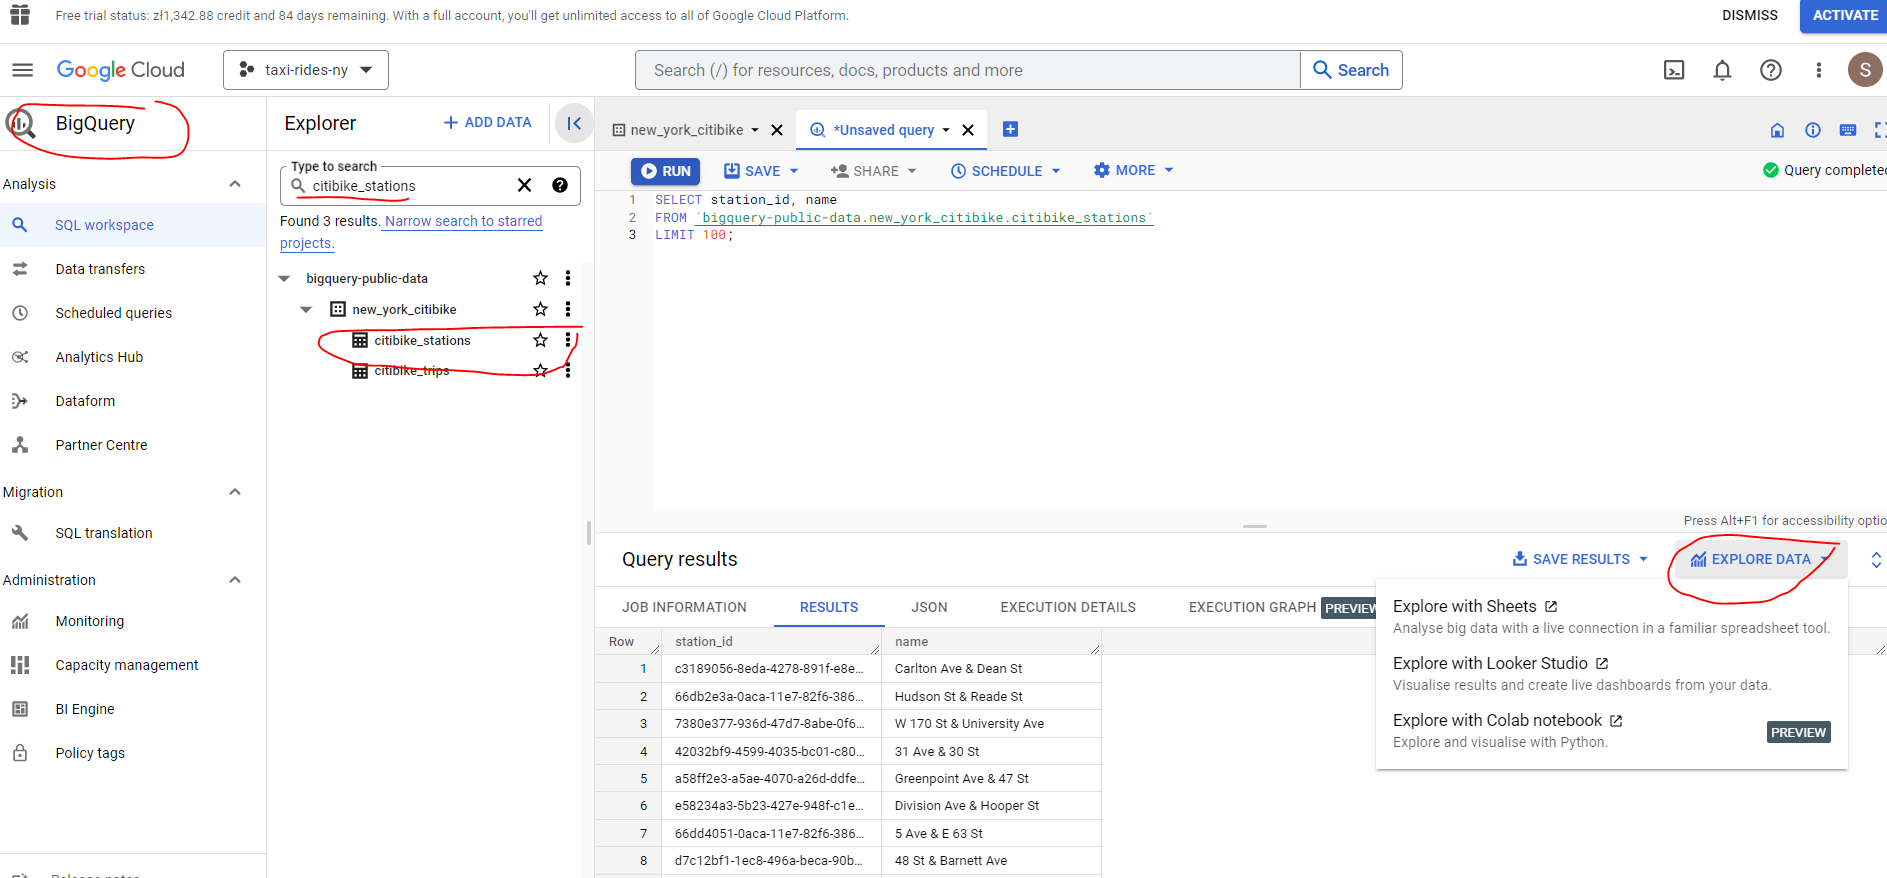 Free trial status: zł1,342.88 credit and 84 days remaining. With a full account, you'll get unlimited access to all of Google Cloud Platform.
DISMISS
ACTIVATE
Google Cloud
taxi-rides-ny
Search (/) for resources, docs, products and more
Search
S
BigQuery
Analysis
SQL workspace
Data transfers
Scheduled queries
Analytics Hub
Dataform
Partner Centre
Migration
SQL translation
Administration
Monitoring
Capacity management
BI Engine
Policy tags
Release notes
Explorer
+ ADD DATA
Type to search
citibike_stations
Found 3 results. Narrow search to starred
projects.
bigquery-public-data
new_york_citibike
citibike_stations
citibike_trips
new_york_citibike
*Unsaved query
RUN
SAVE
SHARE
SCHEDULE
MORE
Query completed
1 SELECT station_id, name
2 FROM `bigquery-public-data.new_york_citibike.citibike_stations`
3 LIMIT 100;
Press Alt+F1 for accessibility optio
Query results
SAVE RESULTS
EXPLORE DATA
JOB INFORMATION
RESULTS
JSON
EXECUTION DETAILS
EXECUTION GRAPH
PREVIEW
Explore with Sheets
Analyse big data with a live connection in a familiar spreadsheet tool.
Explore with Looker Studio
Visualise results and create live dashboards from your data.
Explore with Colab notebook
Explore and visualise with Python.
PREVIEW
Row station_id name
1 c3189056-8eda-4278-891f-e8e... Carlton Ave & Dean St
2 66db2e3a-0aca-11e7-82f6-386... Hudson St & Reade St
3 7380e377-936d-47d7-8abe-0f6... W 170 St & University Ave
4 42032bf9-4599-4035-bc01-c80... 31 Ave & 30 St
5 a58ff2e3-a5ae-4070-a26d-ddfe... Greenpoint Ave & 47 St
6 e58234a3-5b23-427e-948f-c1e... Division Ave & Hooper St
7 66dd4051-0aca-11e7-82f6-386... 5 Ave & E 63 St
8 d7c12bf1-1ec8-496a-beca-90b... 48 St & Barnett Ave